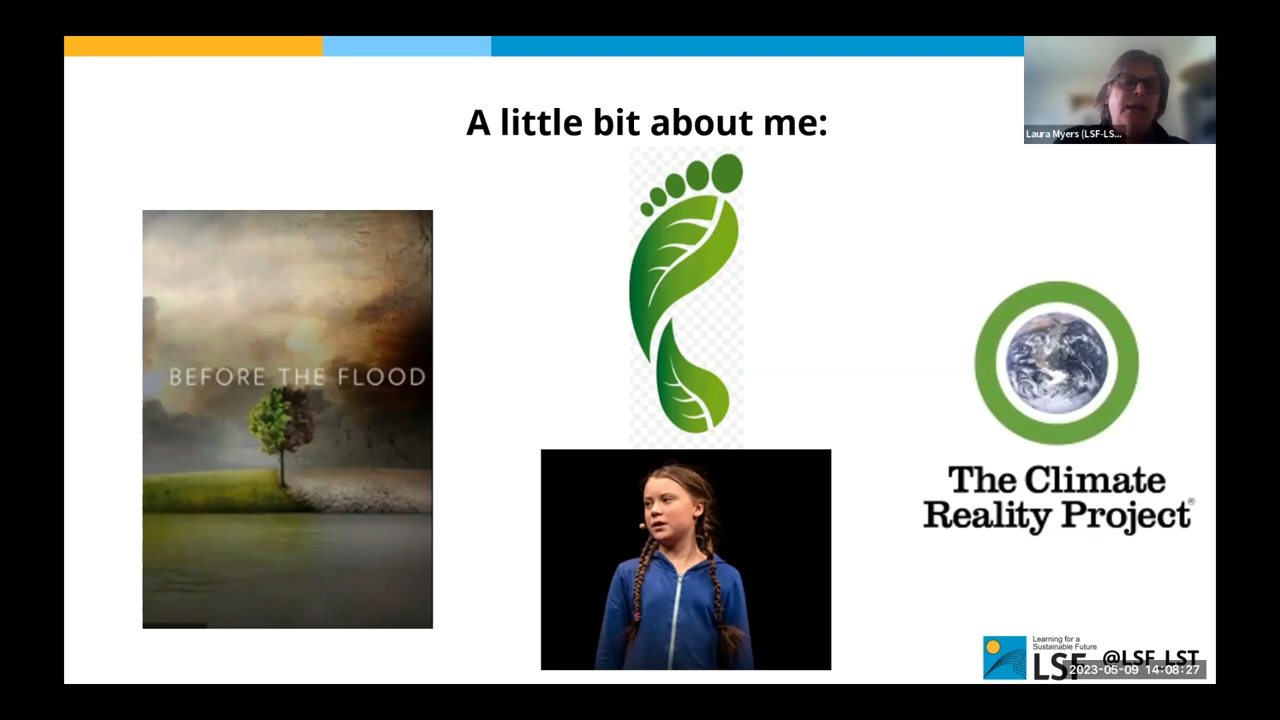 A little bit about me:
Laura Myers (LSF-LS...
BEFORE THE FLOOD
The Climate
Reality Project®
Learning for a
Sustainable Future
LSF
@LSF_LST
2023-05-09 14:08:27